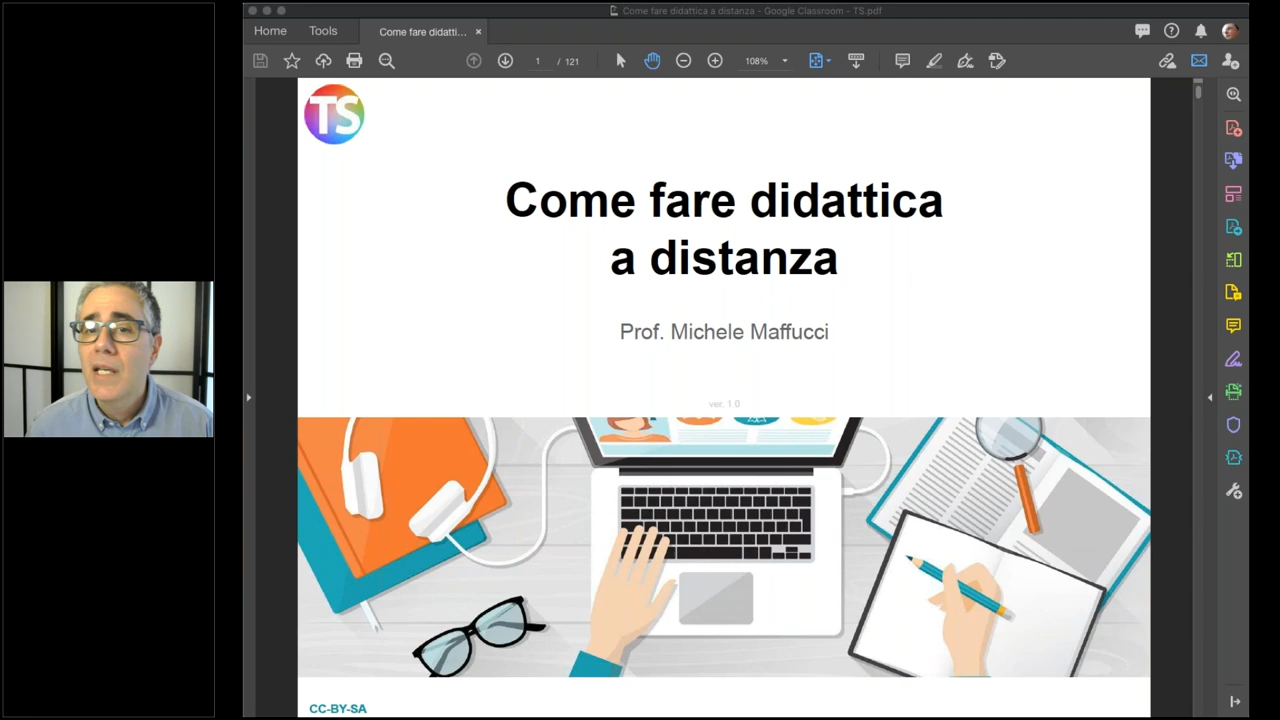 Come fare didattica a distanza - Google Classroom - TS.pdf
Home
Tools
Come fare didatti...
1 / 121
108%
TS
Come fare didattica
a distanza
Prof. Michele Maffucci
ver. 1.0
CC-BY-SA